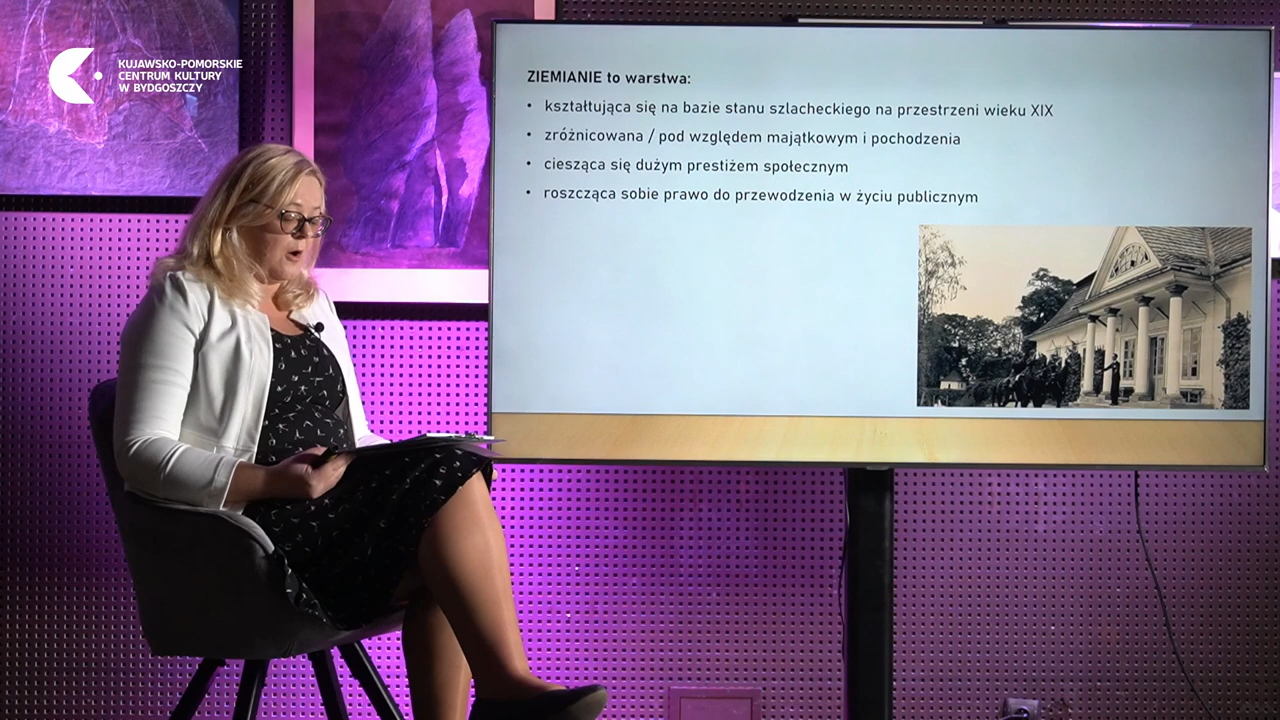 KUJAWSKO-POMORSKIE
CENTRUM KULTURY
W BYDGOSZCZY
ZIEMIANIE to warstwa:
• kształtująca się na bazie stanu szlacheckiego na przestrzeni wieku XIX
• zróżnicowana / pod względem majątkowym i pochodzenia
• ciesząca się dużym prestiżem społecznym
• roszcząca sobie prawo do przewodzenia w życiu publicznym